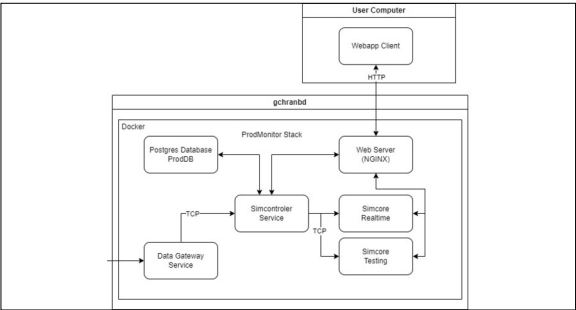 User Computer
Webapp Client
HTTP
gchranbd
Docker
ProdMonitor Stack
Postgres Database
ProdDB
Web Server
(NGINX)
Simcontroler
Service
Simcore
Realtime
TCP
TCP
Data Gateway
Service
Simcore
Testing